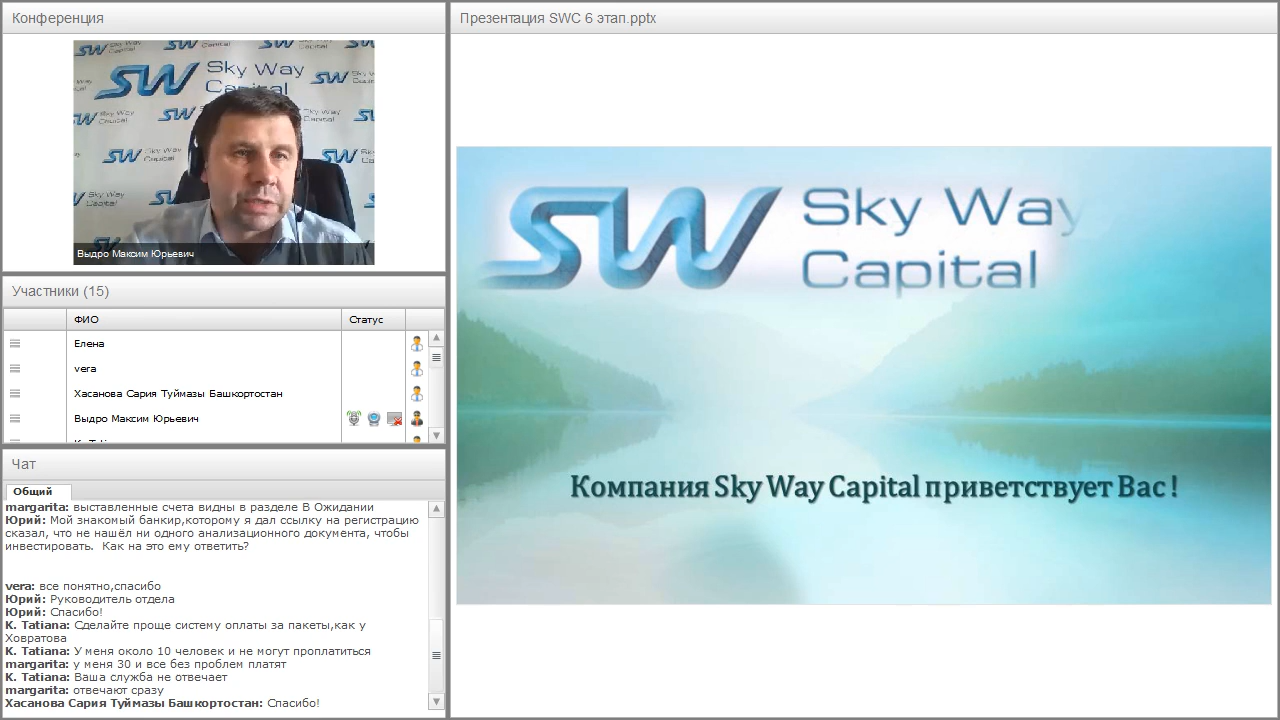 Конференция
SW Sky Way Capital
Выдро Максим Юрьевич
Участники (15)
ФИО Статус
Елена
vera
Хасанова Сария Туймазы Башкортостан
Выдро Максим Юрьевич
Чат
Общий
margarita: выставленные счета видны в разделе В Ожидании
Юрий: Мой знакомый банкир,которому я дал ссылку на регистрацию
сказал, что не нашёл ни одного анализационного документа, чтобы
инвестировать. Как на это ему ответить?
vera: все понятно,спасибо
Юрий: Руководитель отдела
Юрий: Спасибо!
K. Tatiana: Сделайте проще систему оплаты за пакеты,как у
Ховратова
K. Tatiana: У меня около 10 человек и не могут проплатиться
margarita: у меня 30 и все без проблем платят
K. Tatiana: Ваша служба не отвечает
margarita: отвечают сразу
Хасанова Сария Туймазы Башкортостан: Спасибо!
Презентация SWC 6 этап.pptx
SW Sky Way
Capital
Компания Sky Way Capital приветствует Вас !